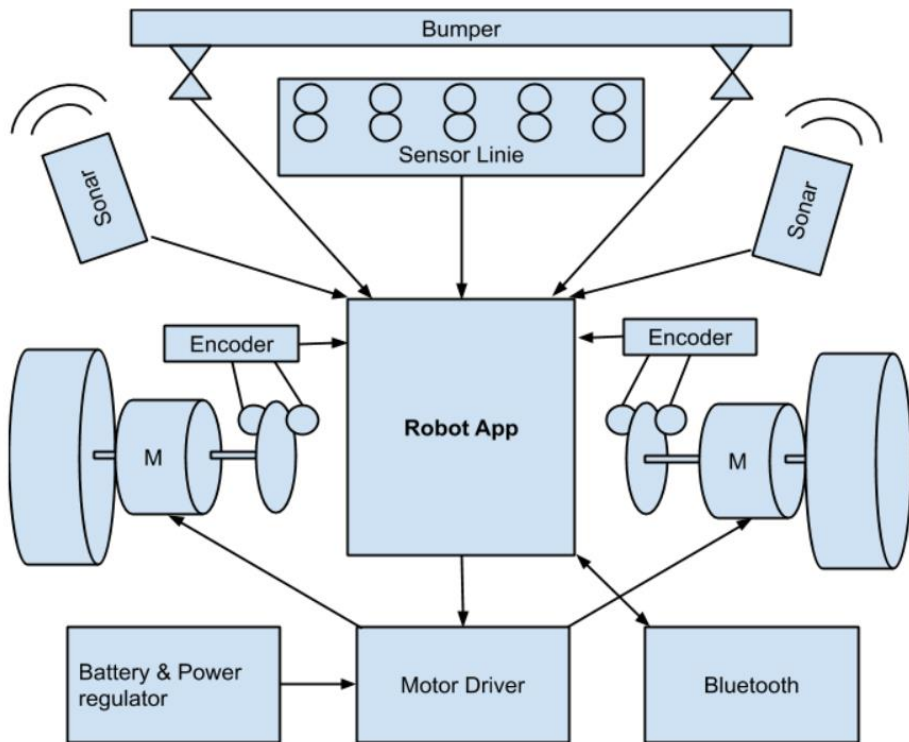 Bumper
Sensor Linie
Sonar
Sonar
Encoder
Encoder
M
Robot App
M
Battery & Power
regulator
Motor Driver
Bluetooth